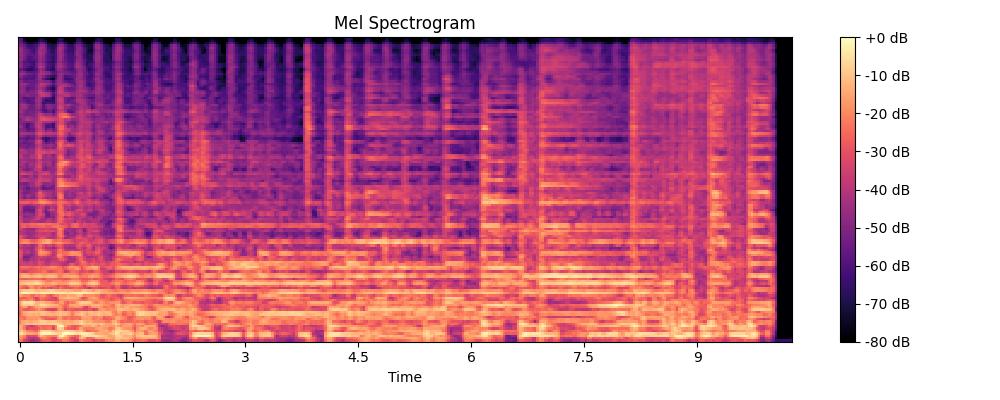 Mel Spectrogram
+0 dB
-10 dB
-20 dB
-30 dB
-40 dB
-50 dB
-60 dB
-70 dB
-80 dB
0 1.5 3 4.5 6 7.5 9
Time